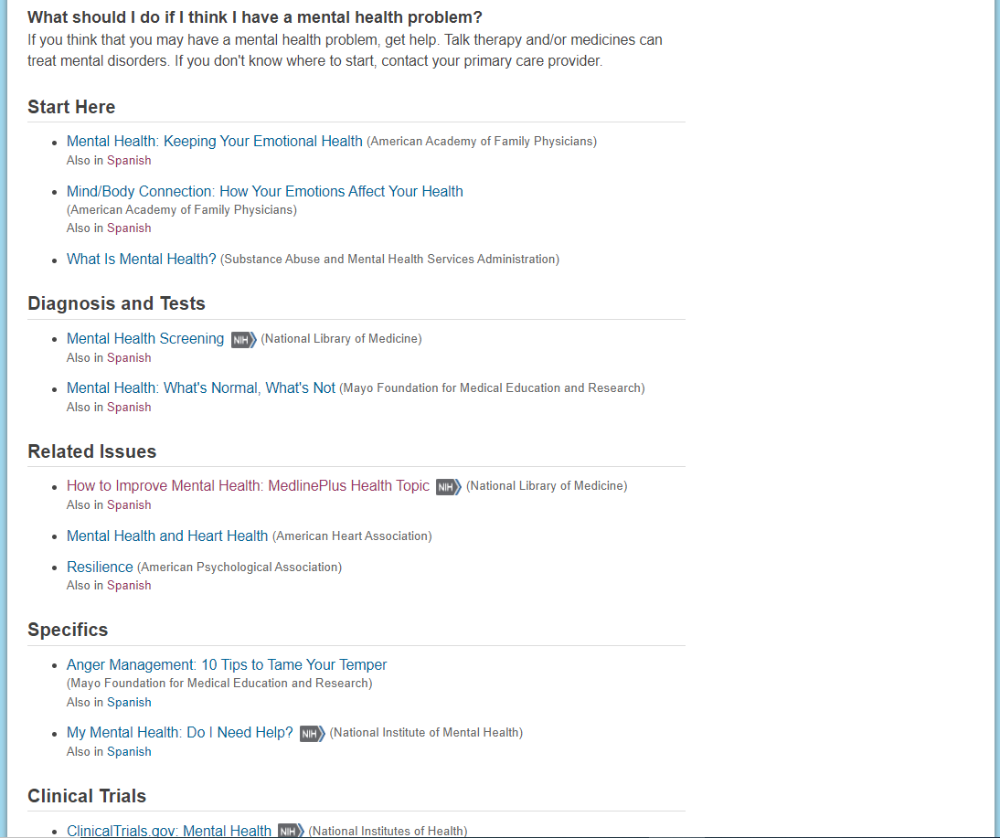 What should I do if I think I have a mental health problem?
If you think that you may have a mental health problem, get help. Talk therapy and/or medicines can
treat mental disorders. If you don't know where to start, contact your primary care provider.
Start Here
• Mental Health: Keeping Your Emotional Health (American Academy of Family Physicians)
Also in Spanish
• Mind/Body Connection: How Your Emotions Affect Your Health
(American Academy of Family Physicians)
Also in Spanish
• What Is Mental Health? (Substance Abuse and Mental Health Services Administration)
Diagnosis and Tests
• Mental Health Screening NIH (National Library of Medicine)
Also in Spanish
• Mental Health: What's Normal, What's Not (Mayo Foundation for Medical Education and Research)
Also in Spanish
Related Issues
• How to Improve Mental Health: MedlinePlus Health Topic NIH (National Library of Medicine)
Also in Spanish
• Mental Health and Heart Health (American Heart Association)
• Resilience (American Psychological Association)
Also in Spanish
Specifics
• Anger Management: 10 Tips to Tame Your Temper
(Mayo Foundation for Medical Education and Research)
Also in Spanish
• My Mental Health: Do I Need Help? NIH (National Institute of Mental Health)
Also in Spanish
Clinical Trials
• ClinicalTrials.gov: Mental Health NIH (National Institutes of Health)